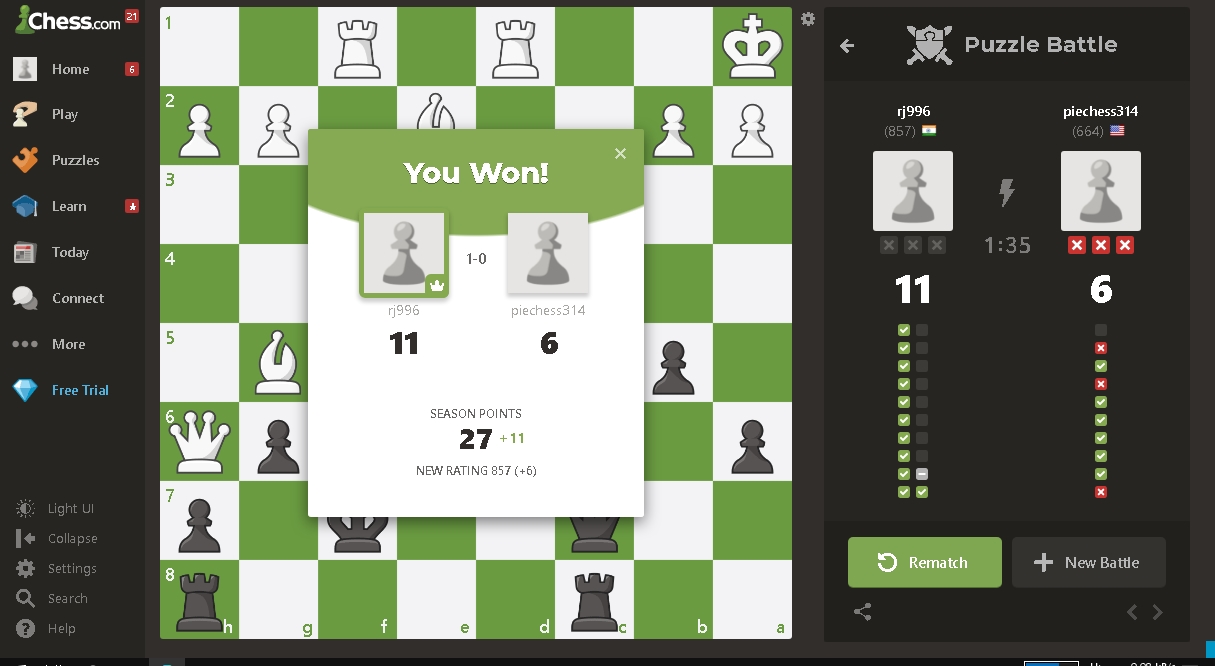 Chess.com
21
Home
6
Play
Puzzles
Learn
Today
Connect
More
Free Trial
Light UI
Collapse
Settings
Search
Help
1
2
3
4
5
6
7
8
h
g
f
e
d
c
b
a
You Won!
1-0
rj996
piechess314
11
6
SEASON POINTS
27 +11
NEW RATING 857 (+6)
Puzzle Battle
rj996
piechess314
(857)
(664)
1:35
11
6
Rematch
New Battle